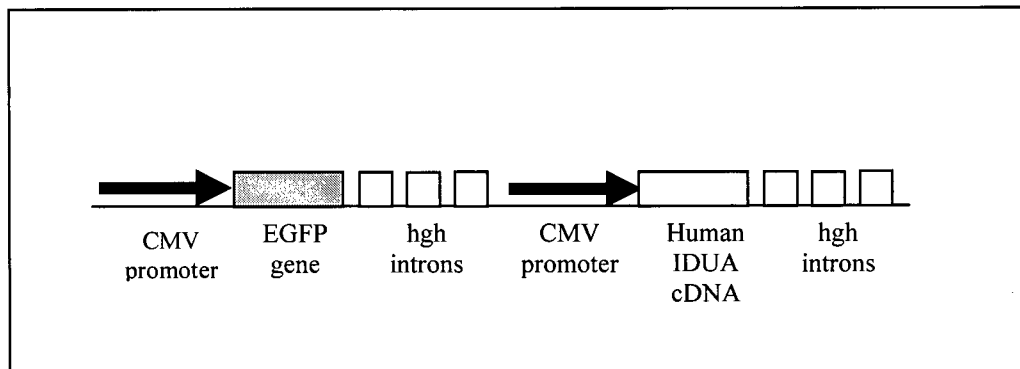 CMV
promoter
EGFP
gene
hgh
introns
CMV
promoter
Human
IDUA
cDNA
hgh
introns